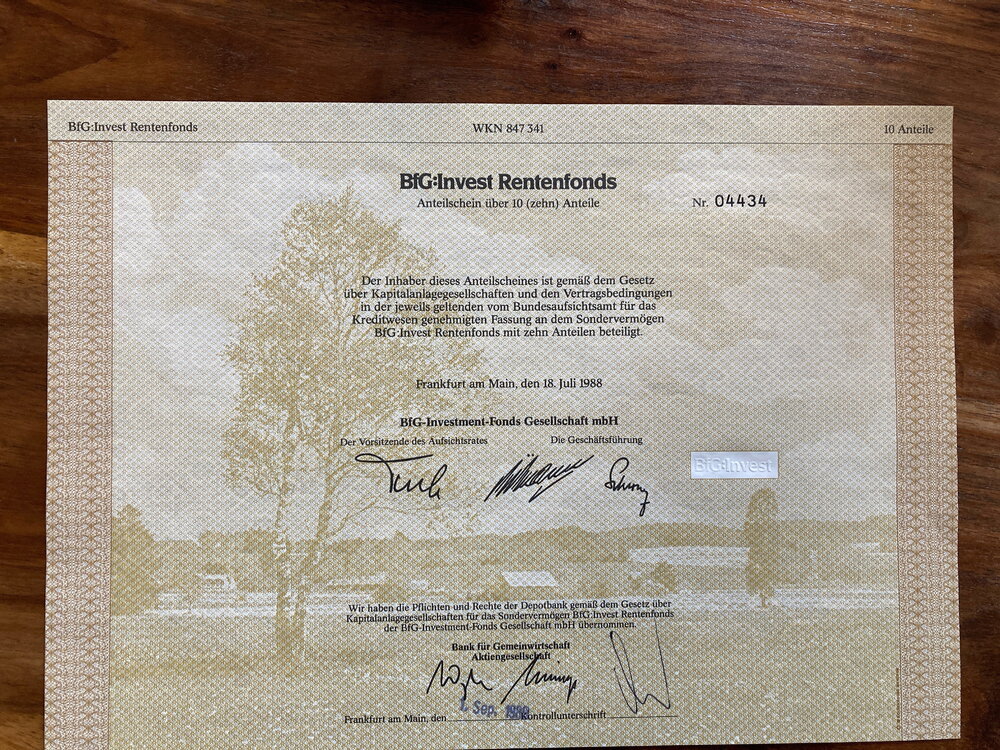 BfG:Invest Rentenfonds WKN 847 341 10 Anteile
BfG:Invest Rentenfonds
Anteilschein über 10 (zehn) Anteile
Nr. 04434
Der Inhaber dieses Anteilscheines ist gemäß dem Gesetz
über Kapitalanlagegesellschaften und den Vertragsbedingungen
in der jeweils geltenden vom Bundesaufsichtsamt für das
Kreditwesen genehmigten Fassung an dem Sondervermögen
BfG:Invest Rentenfonds mit zehn Anteilen beteiligt.
Frankfurt am Main, den 18. Juli 1988
BfG-Investment-Fonds Gesellschaft mbH
Der Vorsitzende des Aufsichtsrates Die Geschäftsführung
BfG:Invest
Wir haben die Pflichten und Rechte der Depotbank gemäß dem Gesetz über
Kapitalanlagegesellschaften für das Sondervermögen BfG:Invest Rentenfonds
der BfG-Investment-Fonds Gesellschaft mbH übernommen.
Bank für Gemeinwirtschaft
Aktiengesellschaft
Frankfurt am Main, den 1. Sep. Kontrollunterschrift